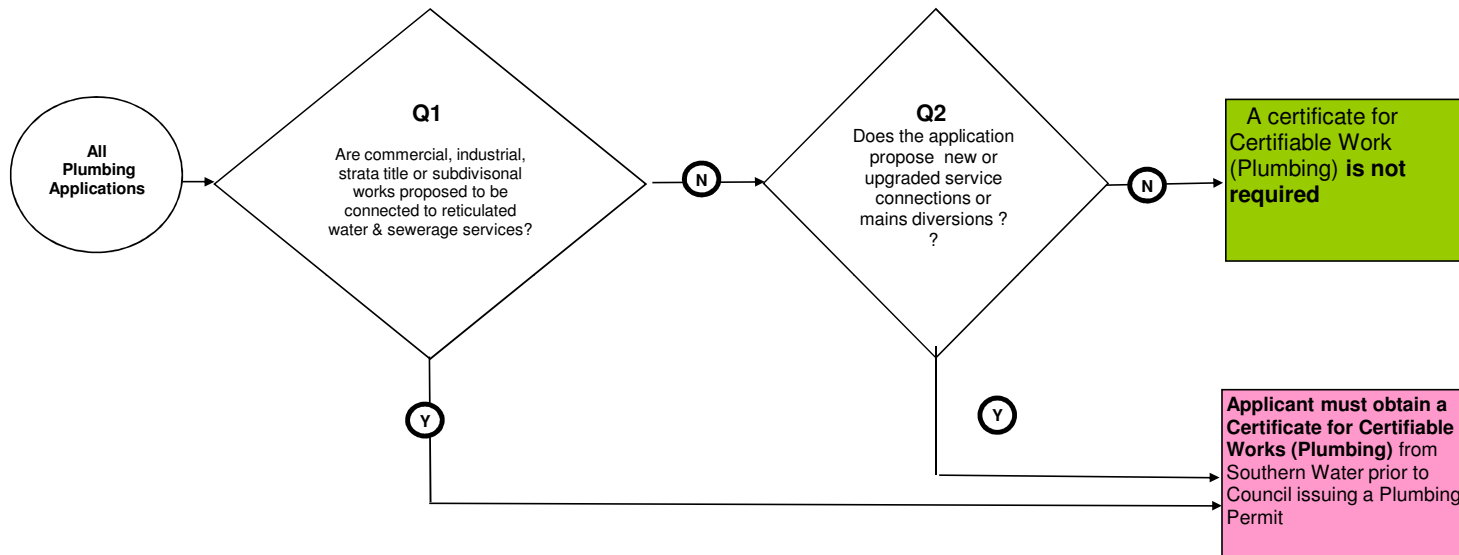 All
Plumbing
Applications
Q1
Are commercial, industrial,
strata title or subdivisonal
works proposed to be
connected to reticulated
water & sewerage services?
N
Y
Q2
Does the application
propose new or
upgraded service
connections or
mains diversions ?
?
N
Y
A certificate for
Certifiable Work
(Plumbing) is not
required
Applicant must obtain a
Certificate for Certifiable
Works (Plumbing) from
Southern Water prior to
Council issuing a Plumbing
Permit